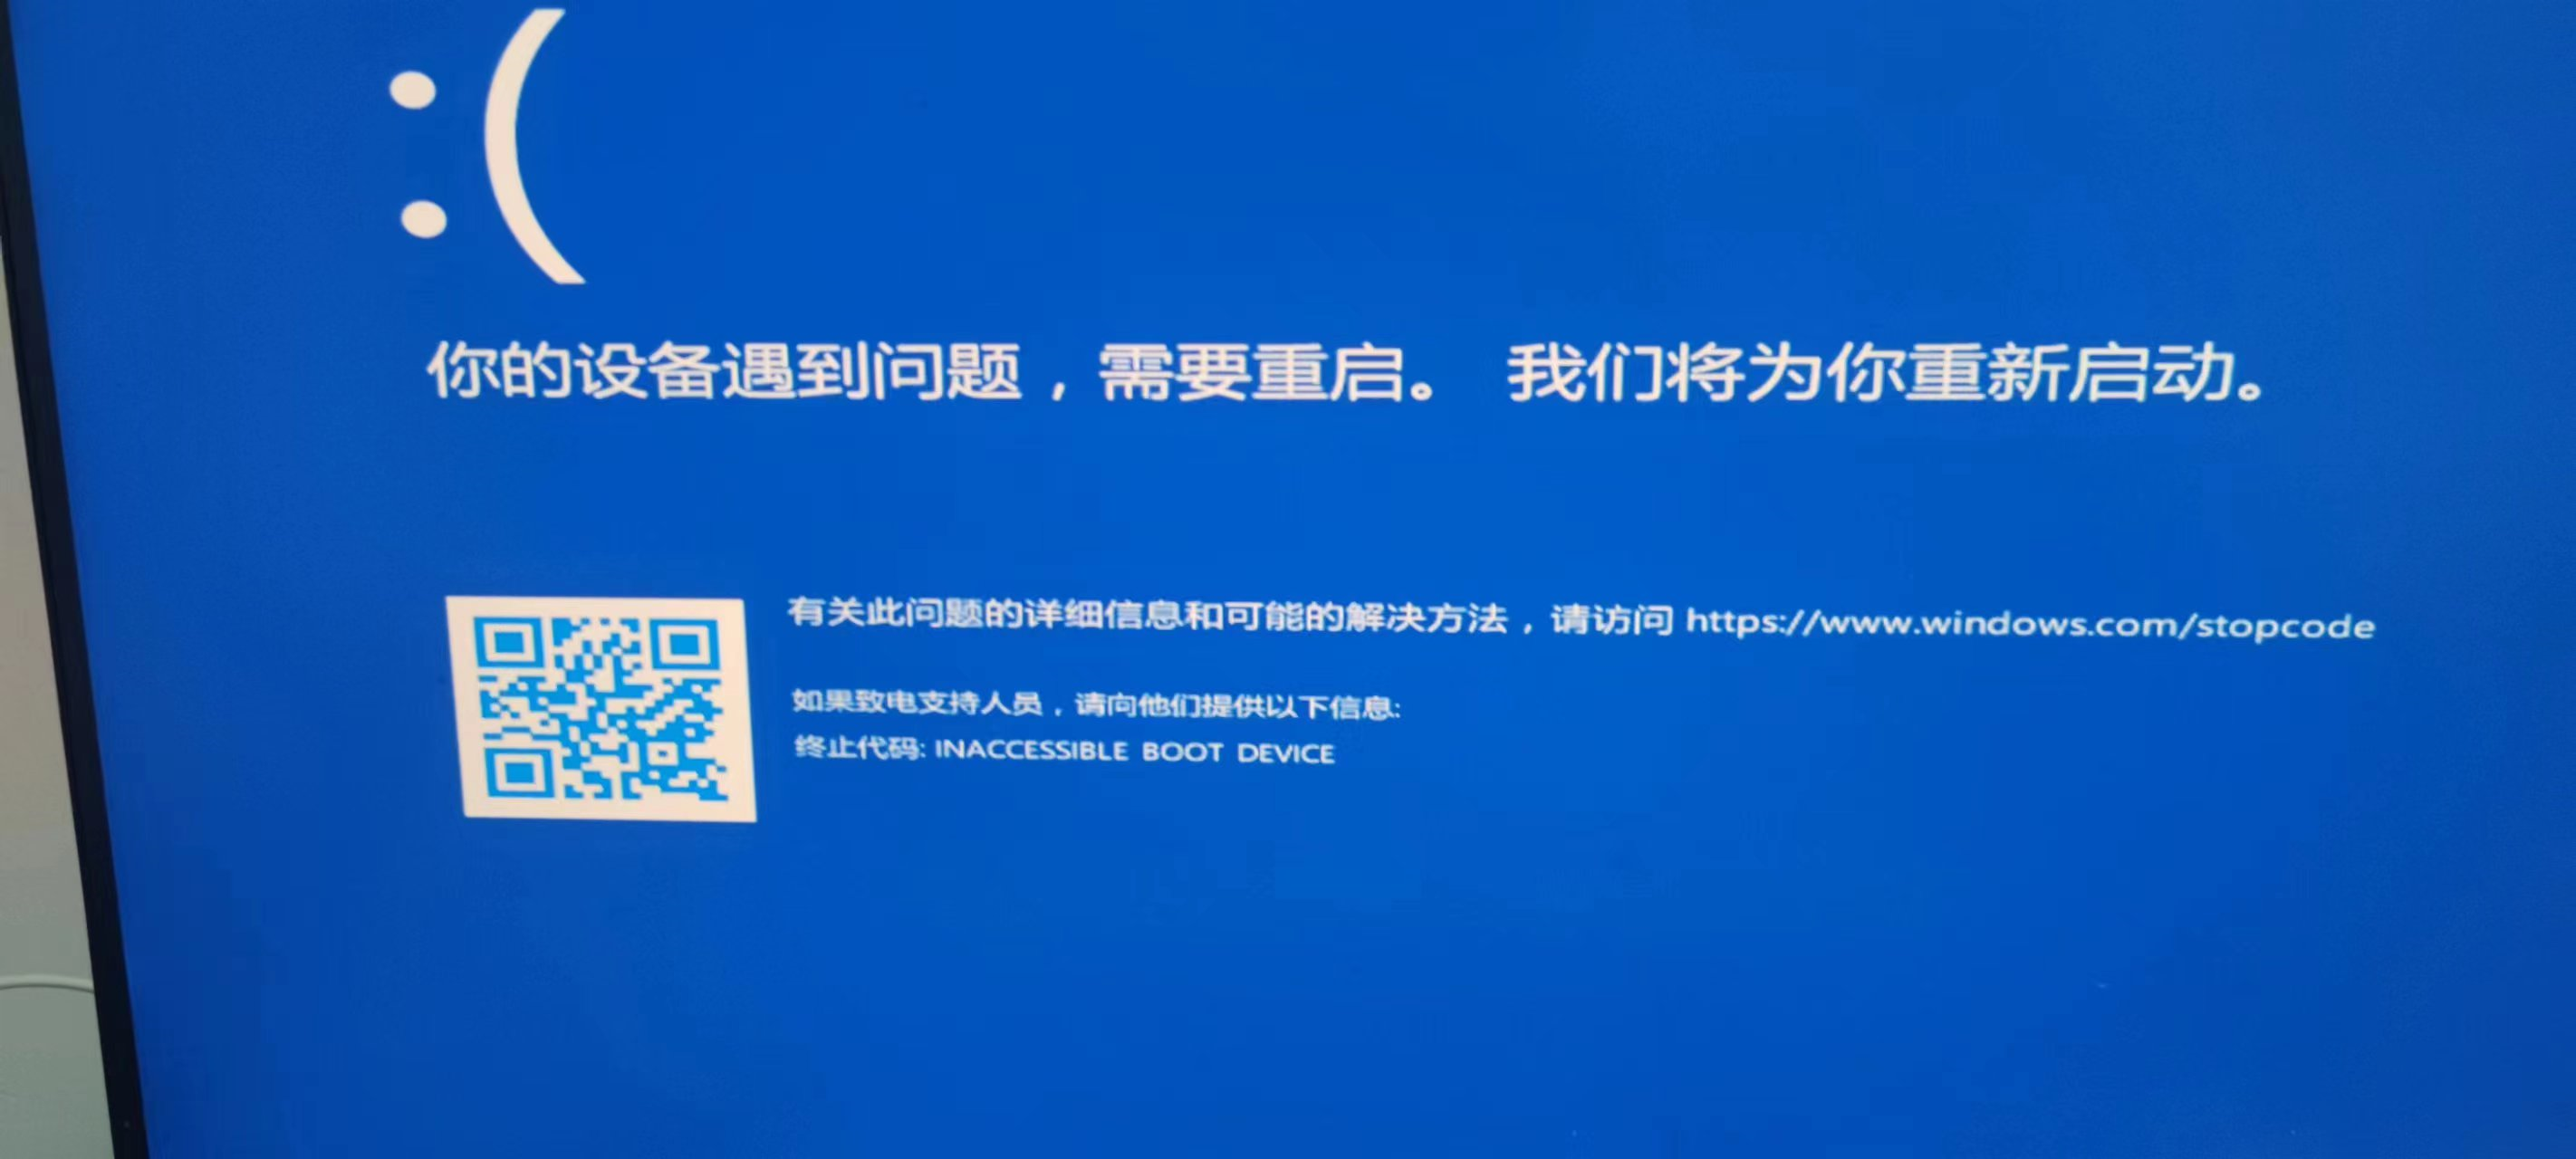 :(
你的设备遇到问题，需要重启。 我们将为你重新启动。
有关此问题的详细信息和可能的解决方法，请访问 https://www.windows.com/stopcode
如果致电支持人员，请向他们提供以下信息:
终止代码: INACCESSIBLE BOOT DEVICE